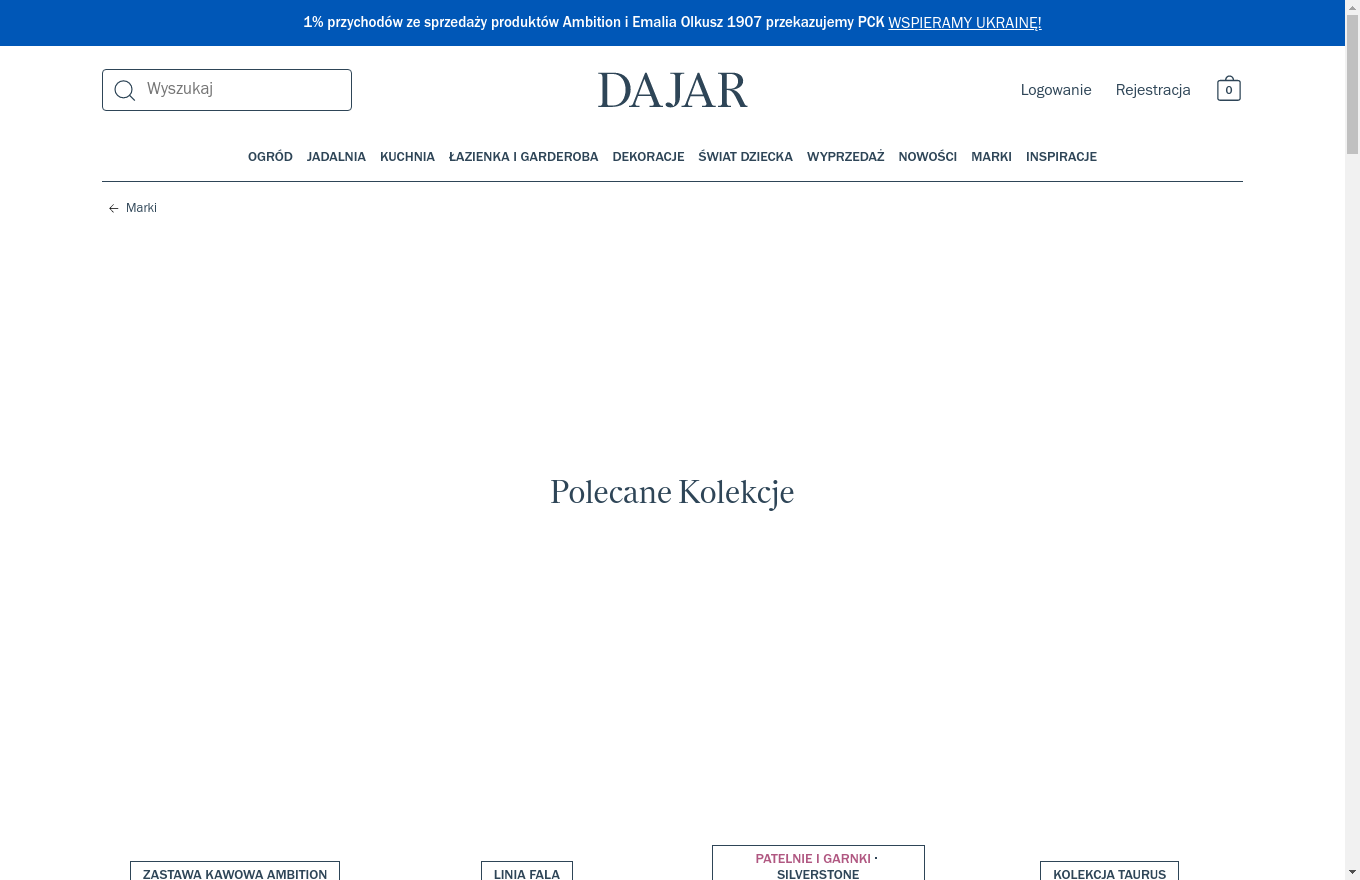 1% przychodów ze sprzedaży produktów Ambition i Emalia Olkusz 1907 przekazujemy PCK WSPIERAMY UKRAINĘ!
Wyszukaj
DAJAR
Logowanie
Rejestracja
0
OGRÓD JADALNIA KUCHNIA ŁAZIENKA I GARDEROBA DEKORACJE ŚWIAT DZIECKA WYPRZEDAŻ NOWOŚCI MARKI INSPIRACJE
Marki
Polecane Kolekcje
ZASTAWA KAWOWA AMBITION
LINIA FALA
PATELNIE I GARNKI ·
SILVERSTONE
KOLEKCJA TAURUS